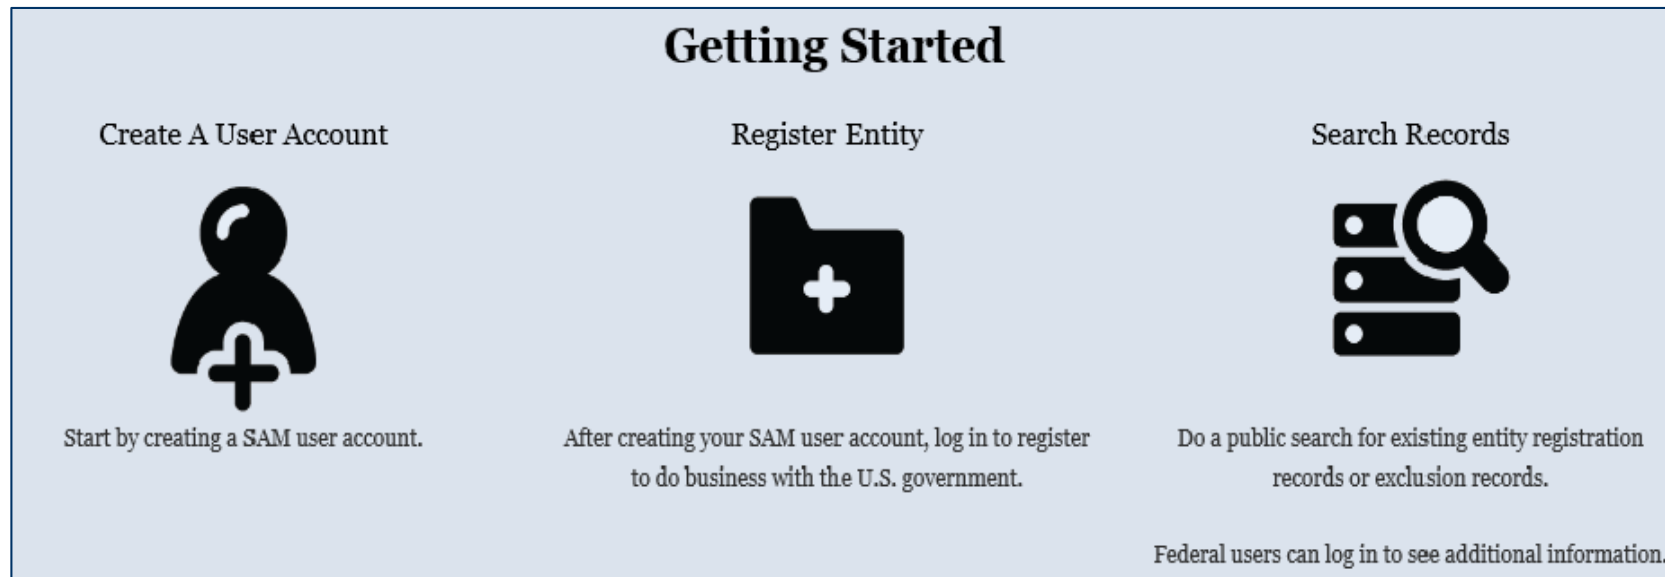 Getting Started
Create A User Account
Register Entity
Search Records
Start by creating a SAM user account.
After creating your SAM user account, log in to register
to do business with the U.S. government.
Do a public search for existing entity registration
records or exclusion records.
Federal users can log in to see additional information.